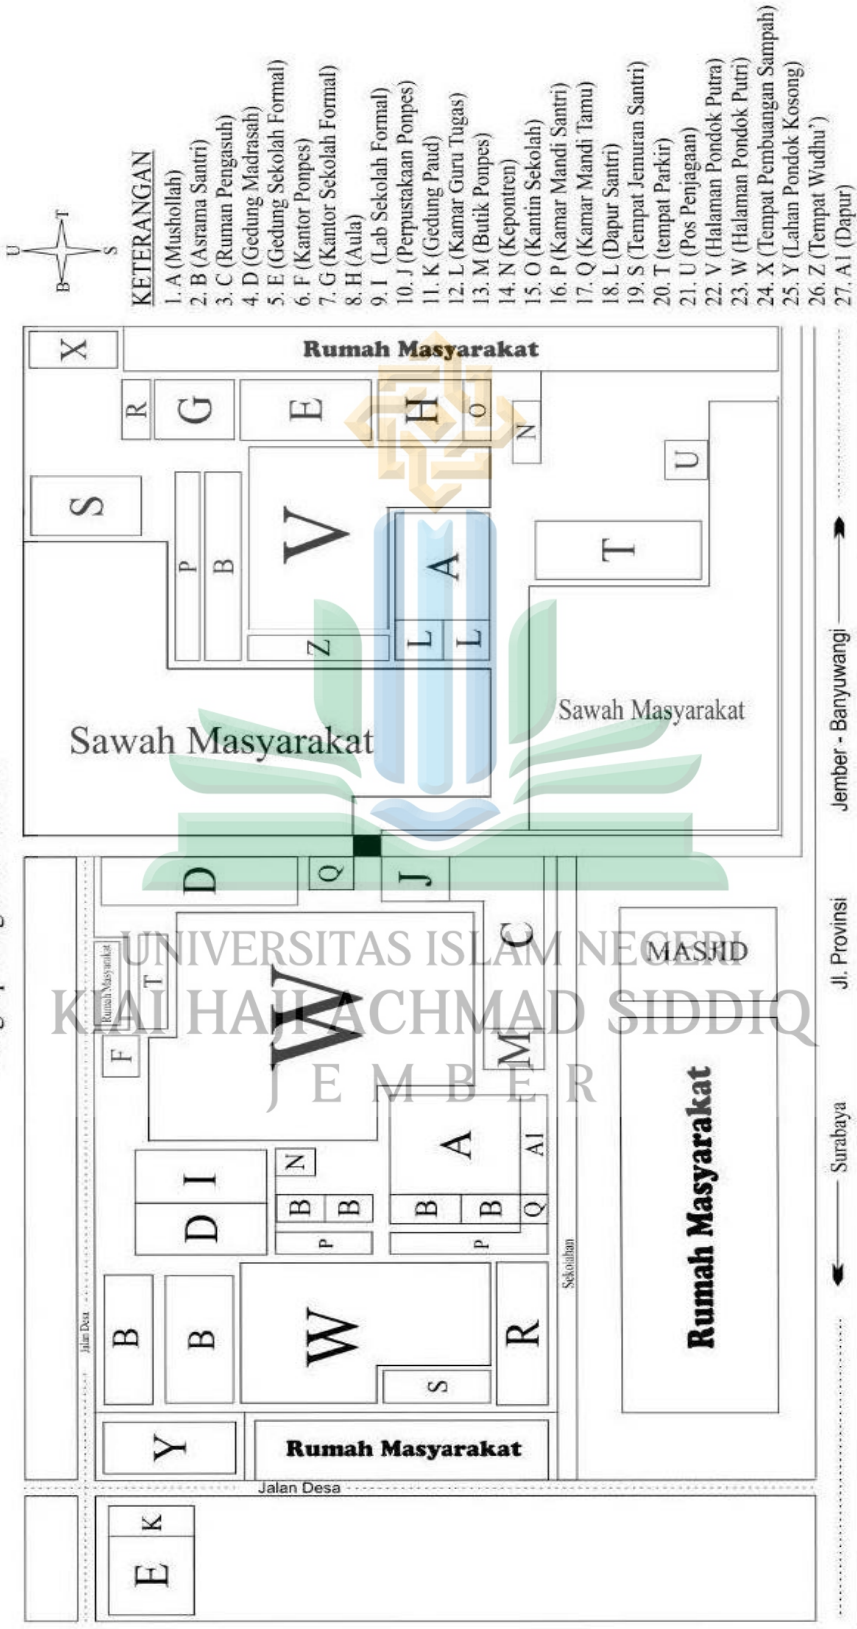 U
B
T
S
KETERANGAN
1. A (Mushollah)
2. B (Asrama Santri)
3. C (Ruman Pengasuh)
4. D (Gedung Madrasah)
5. E (Gedung Sekolah Formal)
6. F (Kantor Ponpes)
7. G (Kantor Sekolah Formal)
8. H (Aula)
9. I (Lab Sekolah Formal)
10. J (Perpustakaan Ponpes)
11. K (Gedung Paud)
12. L (Kamar Guru Tugas)
13. M (Butik Ponpes)
14. N (Kepontren)
15. O (Kantin Sekolah)
16. P (Kamar Mandi Santri)
17. Q (Kamar Mandi Tamu)
18. L (Dapur Santri)
19. S (Tempat Jemuran Santri)
20. T (tempat Parkir)
21. U (Pos Penjagaan)
22. V (Halaman Pondok Putra)
23. W (Halaman Pondok Putri)
24. X (Tempat Pembuangan Sampah)
25. Y (Lahan Pondok Kosong)
26. Z (Tempat Wudhu')
27. A1 (Dapur)
X
Rumah Masyarakat
R
G
E
H
O
N
S
P
B
V
A
U
T
Z
L
L
Sawah Masyarakat
Sawah Masyarakat
D
Q
J
Rumah Masyarakat
T
F
W
C
M
MASJID
I
D
N
B
B
P
A
A1
B
B
Q
P
Sekolahan
Rumah Masyarakat
Jalan Desa
B
B
W
S
R
Y
Rumah Masyarakat
Jalan Desa
K
E
Surabaya
Jl. Provinsi
Jember - Banyuwangi
UNIVERSITAS ISLAM NEGERI
KIAI HAJI ACHMAD SIDDIQ
JEMBER